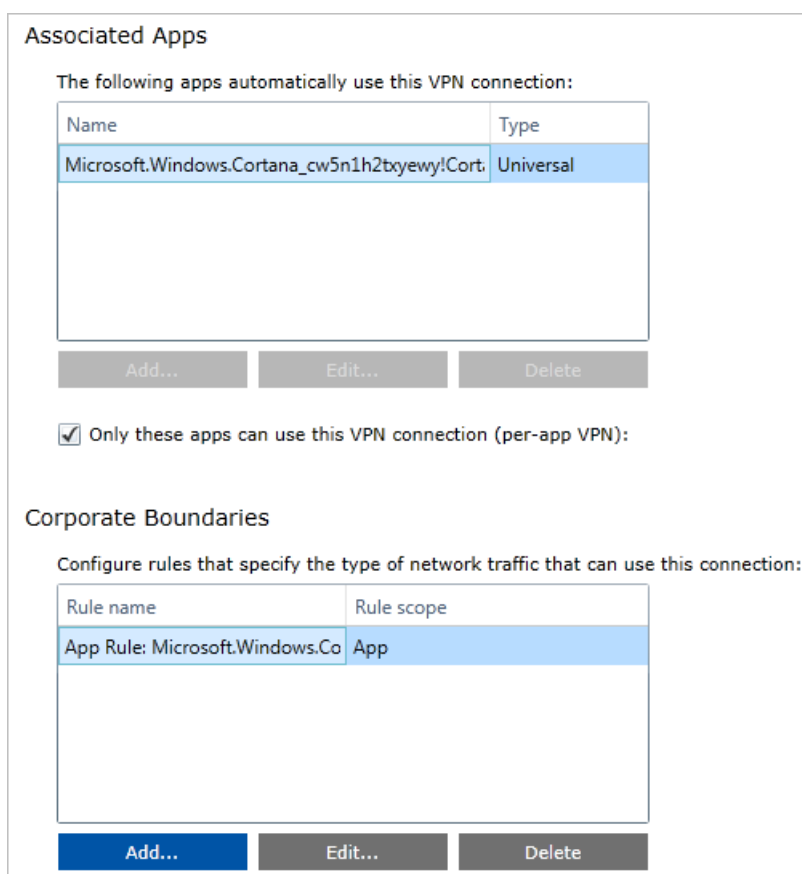 Associated Apps
The following apps automatically use this VPN connection:
Name Type
Microsoft.Windows.Cortana_cw5n1h2txyewy!Corta Universal
Add... Edit... Delete
Only these apps can use this VPN connection (per-app VPN):
Corporate Boundaries
Configure rules that specify the type of network traffic that can use this connection:
Rule name Rule scope
App Rule: Microsoft.Windows.Co App
Add... Edit... Delete